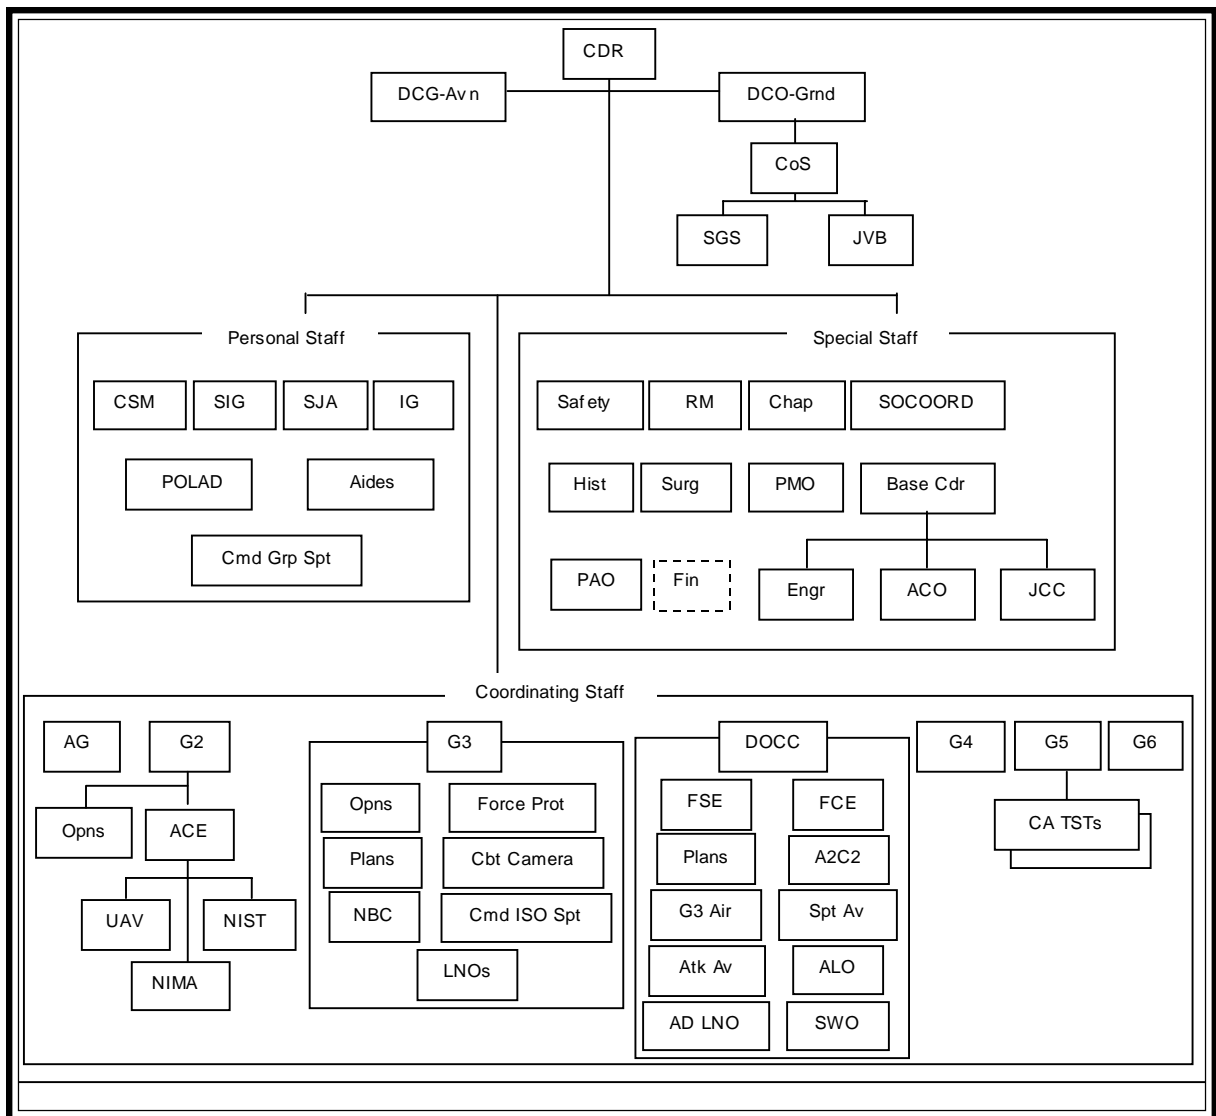 CDR
DCG-Avn
DCO-Grnd
CoS
SGS
JVB
Personal Staff
CSM
SIG
SJA
IG
POLAD
Aides
Cmd Grp Spt
Special Staff
Safety
RM
Chap
SOCOORD
Hist
Surg
PMO
Base Cdr
PAO
Fin
Engr
ACO
JCC
Coordinating Staff
AG
G2
Opns
ACE
UAV
NIST
NIMA
G3
Opns
Force Prot
Plans
Cbt Camera
NBC
Cmd ISO Spt
LNOs
DOCC
FSE
FCE
Plans
A2C2
G3 Air
Spt Av
Atk Av
ALO
AD LNO
SWO
G4
G5
G6
CA TSTs